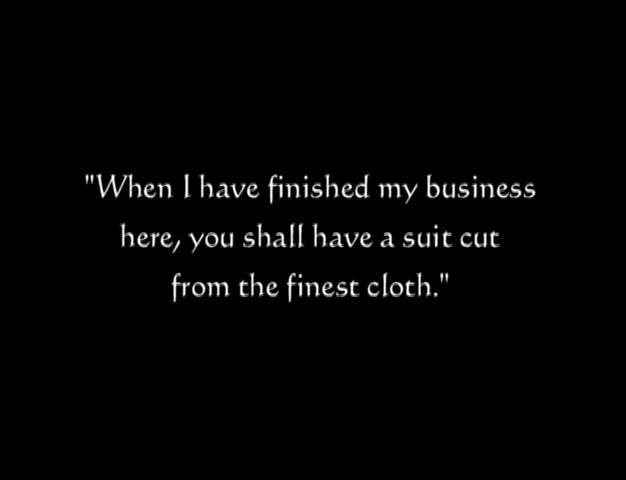 "When I have finished my business
here, you shall have a suit cut
from the finest cloth."